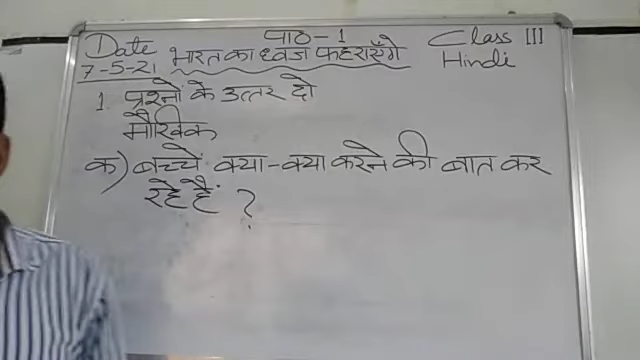 पाठ - 1
Date 7-5-21
भारत का ध्वज फहराएँगे
Class III
Hindi
1. प्रश्नों के उत्तर दो
मौखिक
क) बच्चे क्या-क्या करने की बात कर
रहे हैं ?